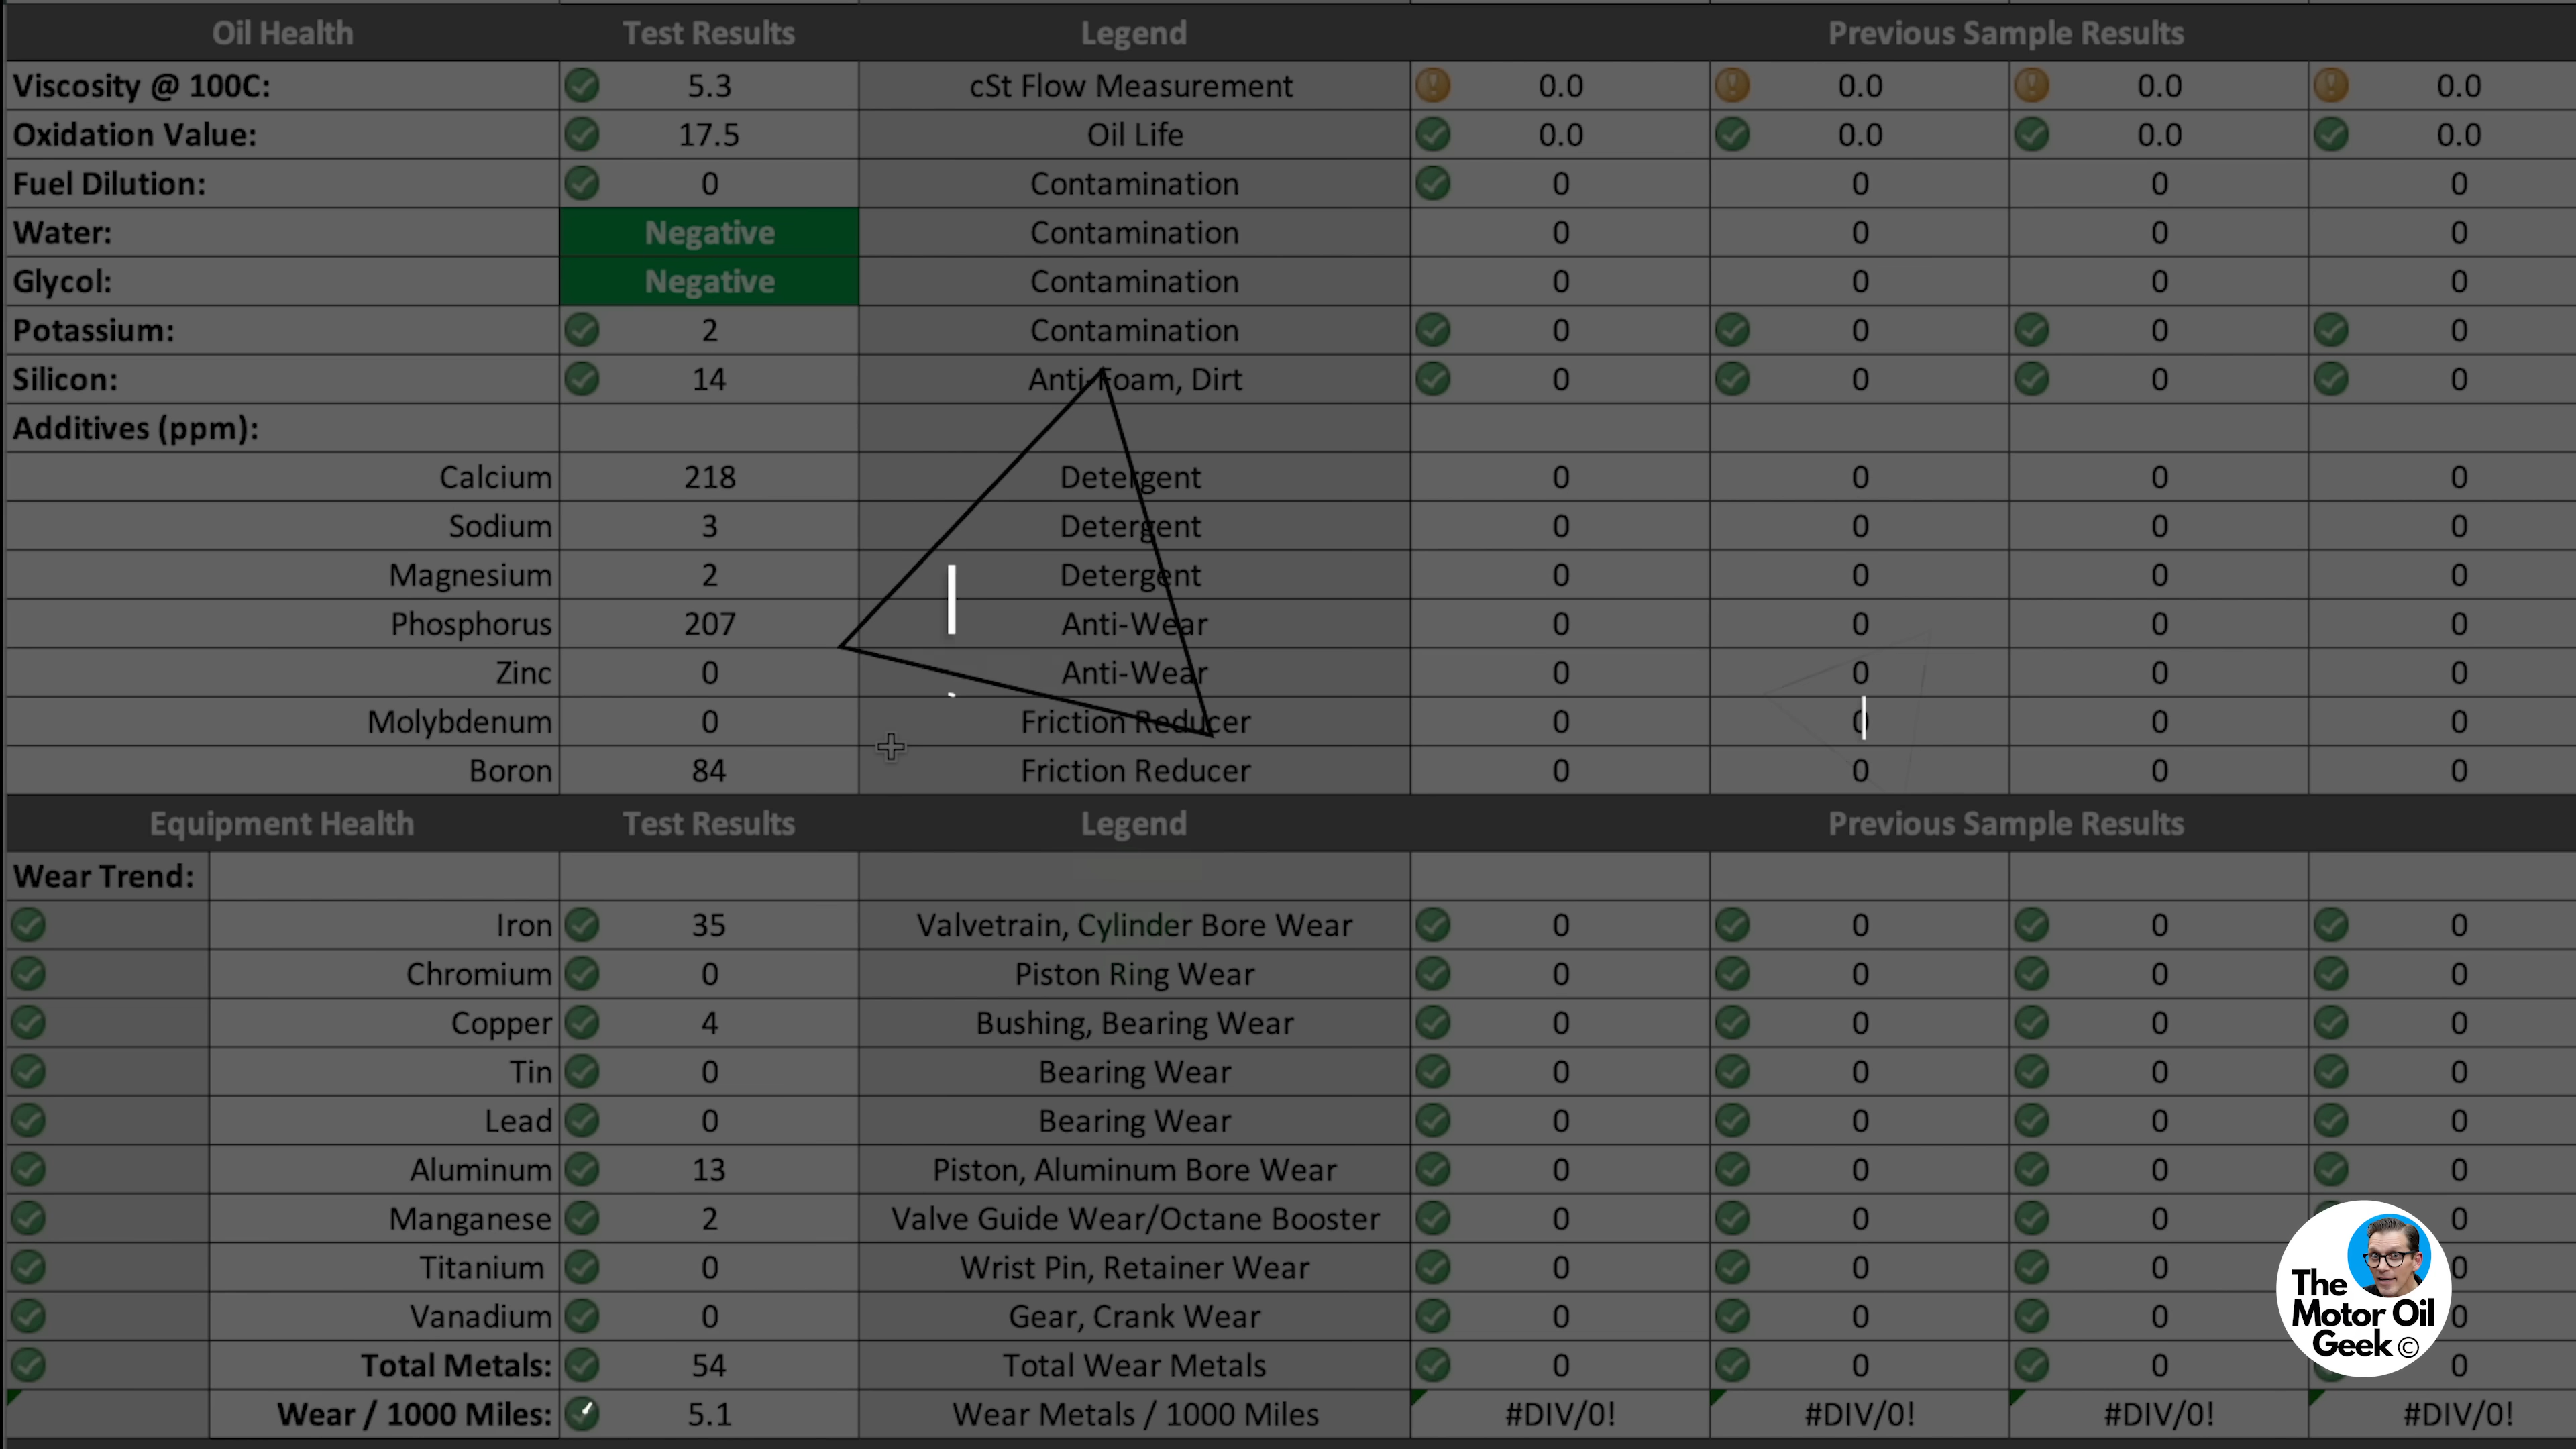 Oil Health Test Results Legend Previous Sample Results
Viscosity @ 100C: 5.3 cSt Flow Measurement 0.0 0.0 0.0 0.0
Oxidation Value: 17.5 Oil Life 0.0 0.0 0.0 0.0
Fuel Dilution: 0 Contamination 0 0 0 0
Water: Negative Contamination 0 0 0 0
Glycol: Negative Contamination 0 0 0 0
Potassium: 2 Contamination 0 0 0 0
Silicon: 14 Anti-Foam, Dirt 0 0 0 0
Additives (ppm):
Calcium 218 Detergent 0 0 0 0
Sodium 3 Detergent 0 0 0 0
Magnesium 2 Detergent 0 0 0 0
Phosphorus 207 Anti-Wear 0 0 0 0
Zinc 0 Anti-Wear 0 0 0 0
Molybdenum 0 Friction Reducer 0 0 0 0
Boron 84 Friction Reducer 0 0 0 0
Equipment Health Test Results Legend Previous Sample Results
Wear Trend:
Iron 35 Valvetrain, Cylinder Bore Wear 0 0 0 0
Chromium 0 Piston Ring Wear 0 0 0 0
Copper 4 Bushing, Bearing Wear 0 0 0 0
Tin 0 Bearing Wear 0 0 0 0
Lead 0 Bearing Wear 0 0 0 0
Aluminum 13 Piston, Aluminum Bore Wear 0 0 0 0
Manganese 2 Valve Guide Wear/Octane Booster 0 0 0 0
Titanium 0 Wrist Pin, Retainer Wear 0 0 0 0
Vanadium 0 Gear, Crank Wear 0 0 0 0
Total Metals: 54 Total Wear Metals 0 0 0 0
Wear / 1000 Miles: 5.1 Wear Metals / 1000 Miles #DIV/0! #DIV/0! #DIV/0! #DIV/0!
The
Motor Oil
Geek ©